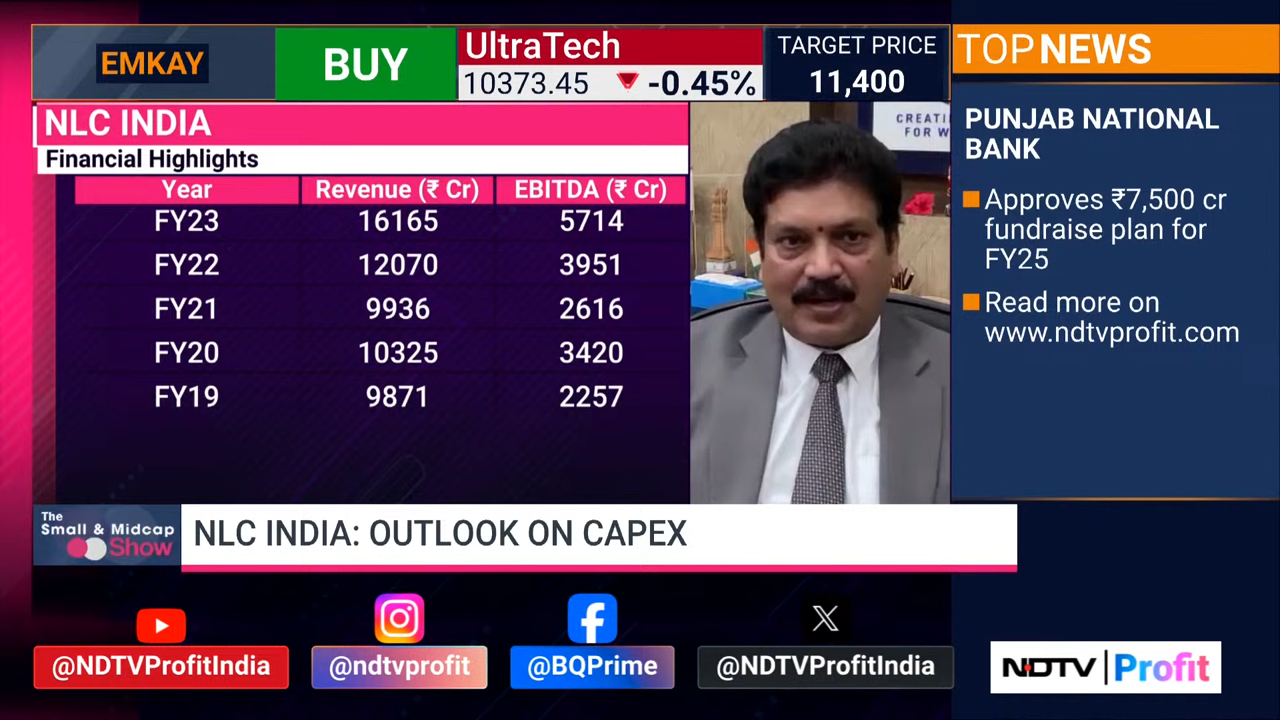 EMKAY
BUY
UltraTech
10373.45 ▼ -0.45%
TARGET PRICE
11,400
TOP NEWS
NLC INDIA
Financial Highlights
Year Revenue (₹ Cr) EBITDA (₹ Cr)
FY23 16165 5714
FY22 12070 3951
FY21 9936 2616
FY20 10325 3420
FY19 9871 2257
CREATI
FOR W
PUNJAB NATIONAL
BANK
Approves ₹7,500 cr
fundraise plan for
FY25
Read more on
www.ndtvprofit.com
The
Small & Midcap
Show
NLC INDIA: OUTLOOK ON CAPEX
@NDTVProfitIndia
@ndtvprofit
@BQPrime
@NDTVProfitIndia
NDTV | Profit